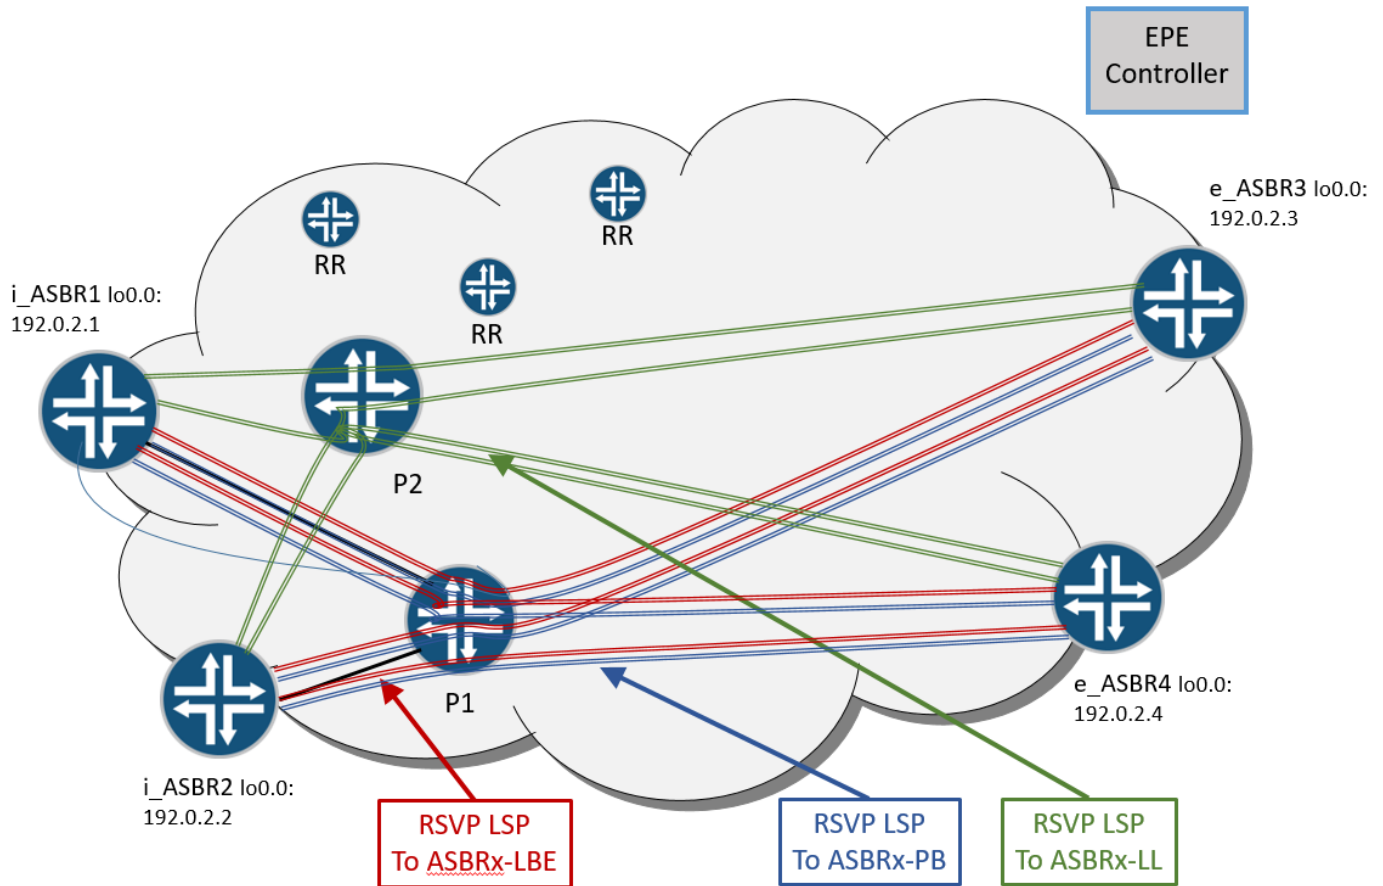 EPE
Controller
e_ASBR3 lo0.0:
192.0.2.3
RR
RR
RR
i_ASBR1 lo0.0:
192.0.2.1
P2
P1
e_ASBR4 lo0.0:
192.0.2.4
i_ASBR2 lo0.0:
192.0.2.2
RSVP LSP
To ASBRx-LBE
RSVP LSP
To ASBRx-PB
RSVP LSP
To ASBRx-LL